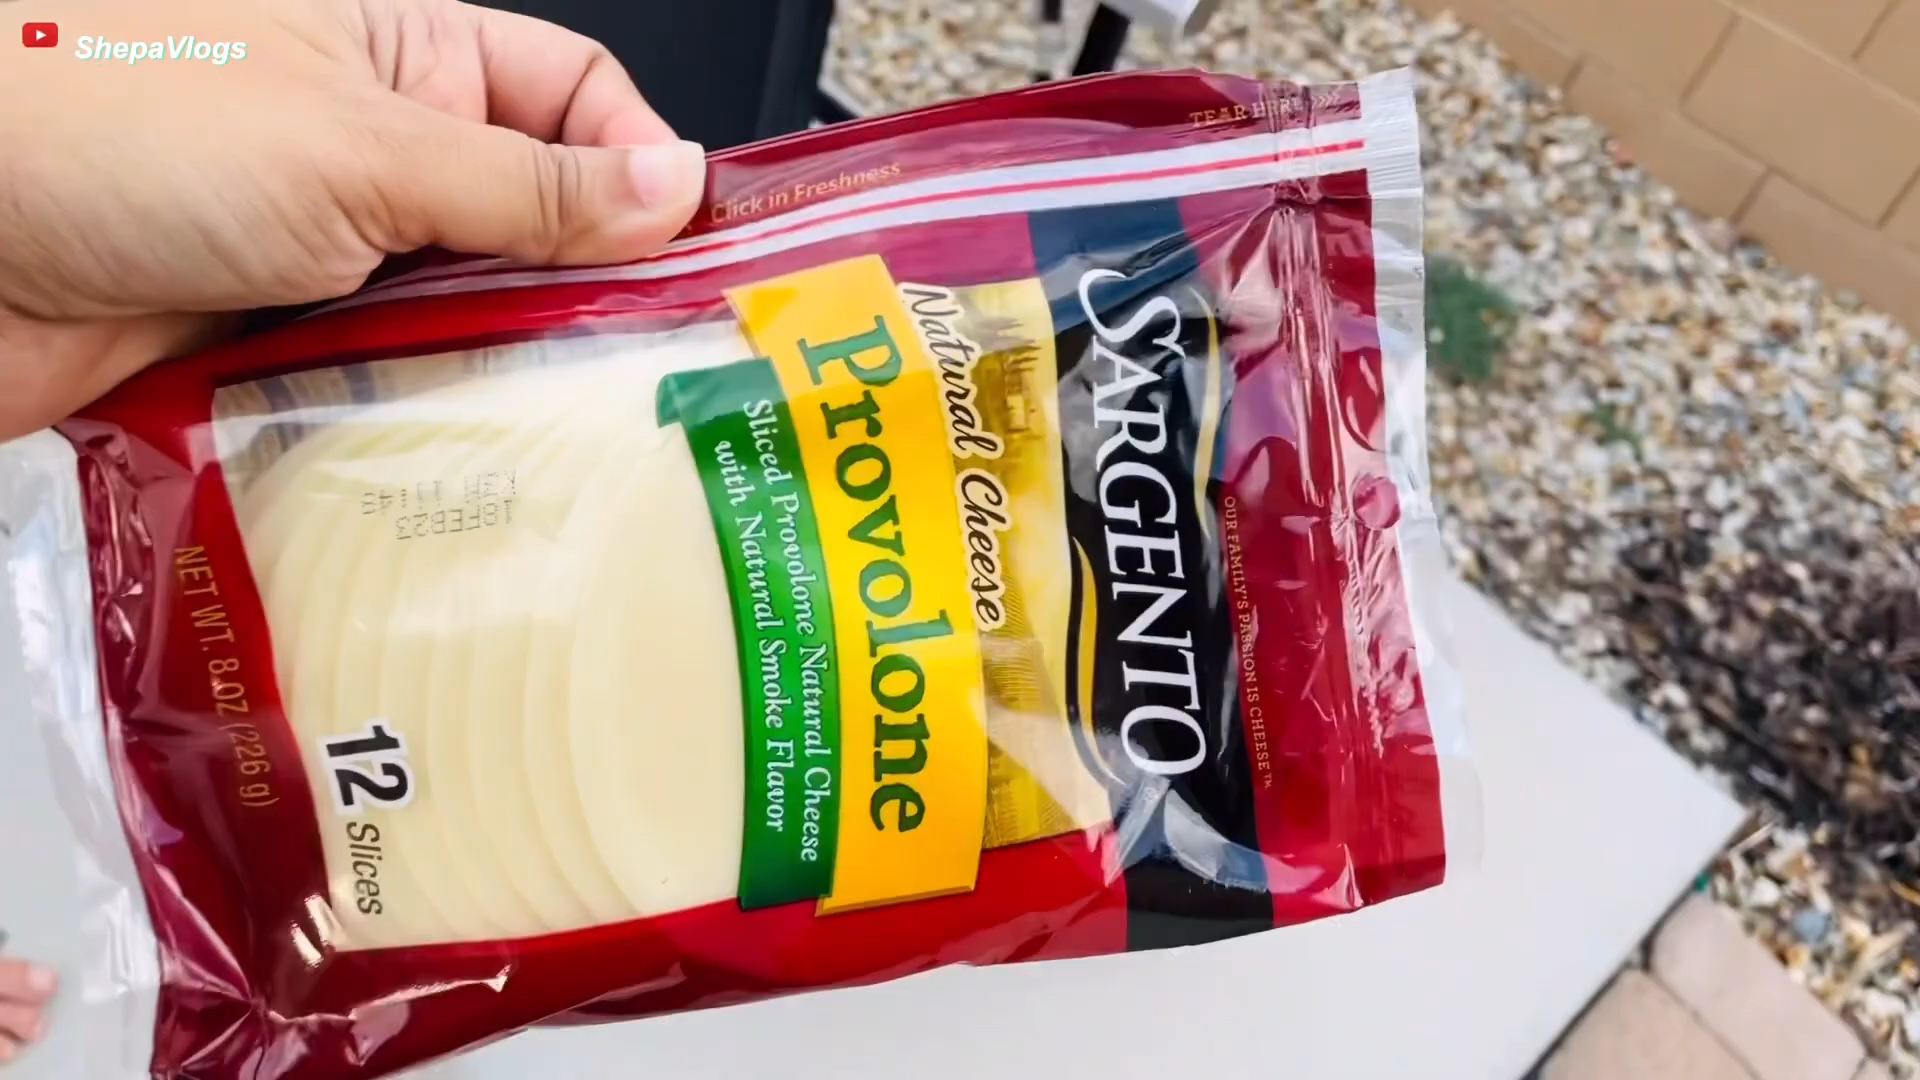 ShepaVlogs
TEAR HERE
Click in Freshness
SARGENTO
OUR FAMILY'S PASSION IS CHEESE™
Natural Cheese
Provolone
Sliced Provolone Natural Cheese
with Natural Smoke Flavor
12 Slices
NET WT. 8 OZ (226 g)
18FEB23